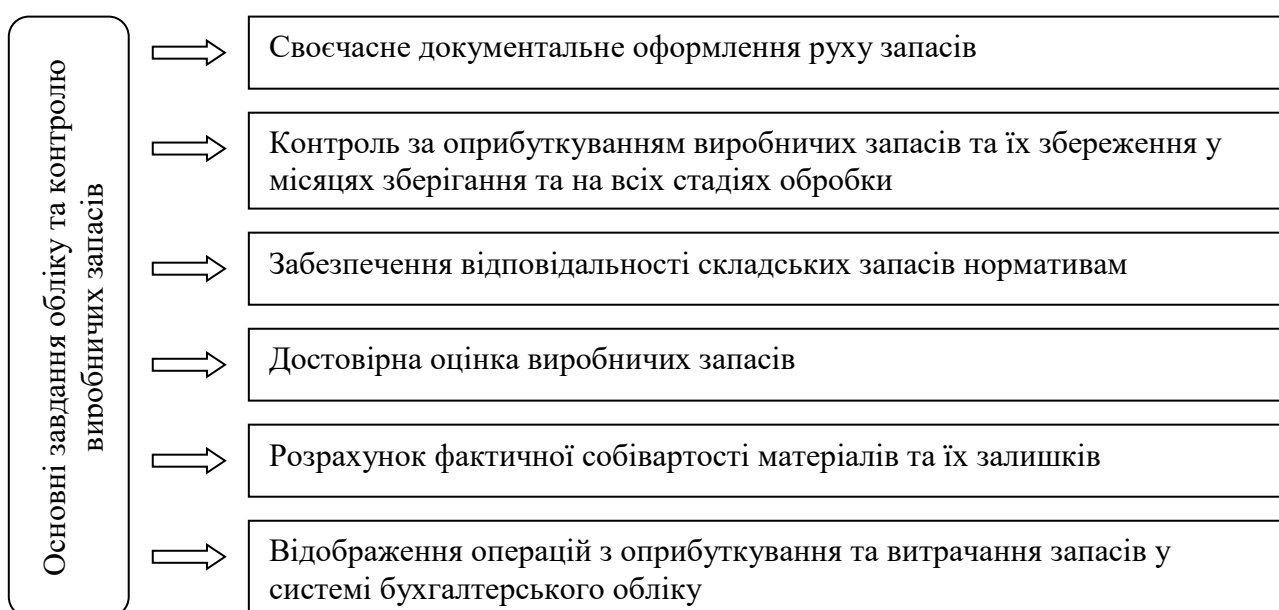 Основні завдання обліку та контролю
виробничих запасів
Своєчасне документальне оформлення руху запасів
Контроль за оприбуткуванням виробничих запасів та їх збереження у
місяцях зберігання та на всіх стадіях обробки
Забезпечення відповідальності складських запасів нормативам
Достовірна оцінка виробничих запасів
Розрахунок фактичної собівартості матеріалів та їх залишків
Відображення операцій з оприбуткування та витрачання запасів у
системі бухгалтерського обліку